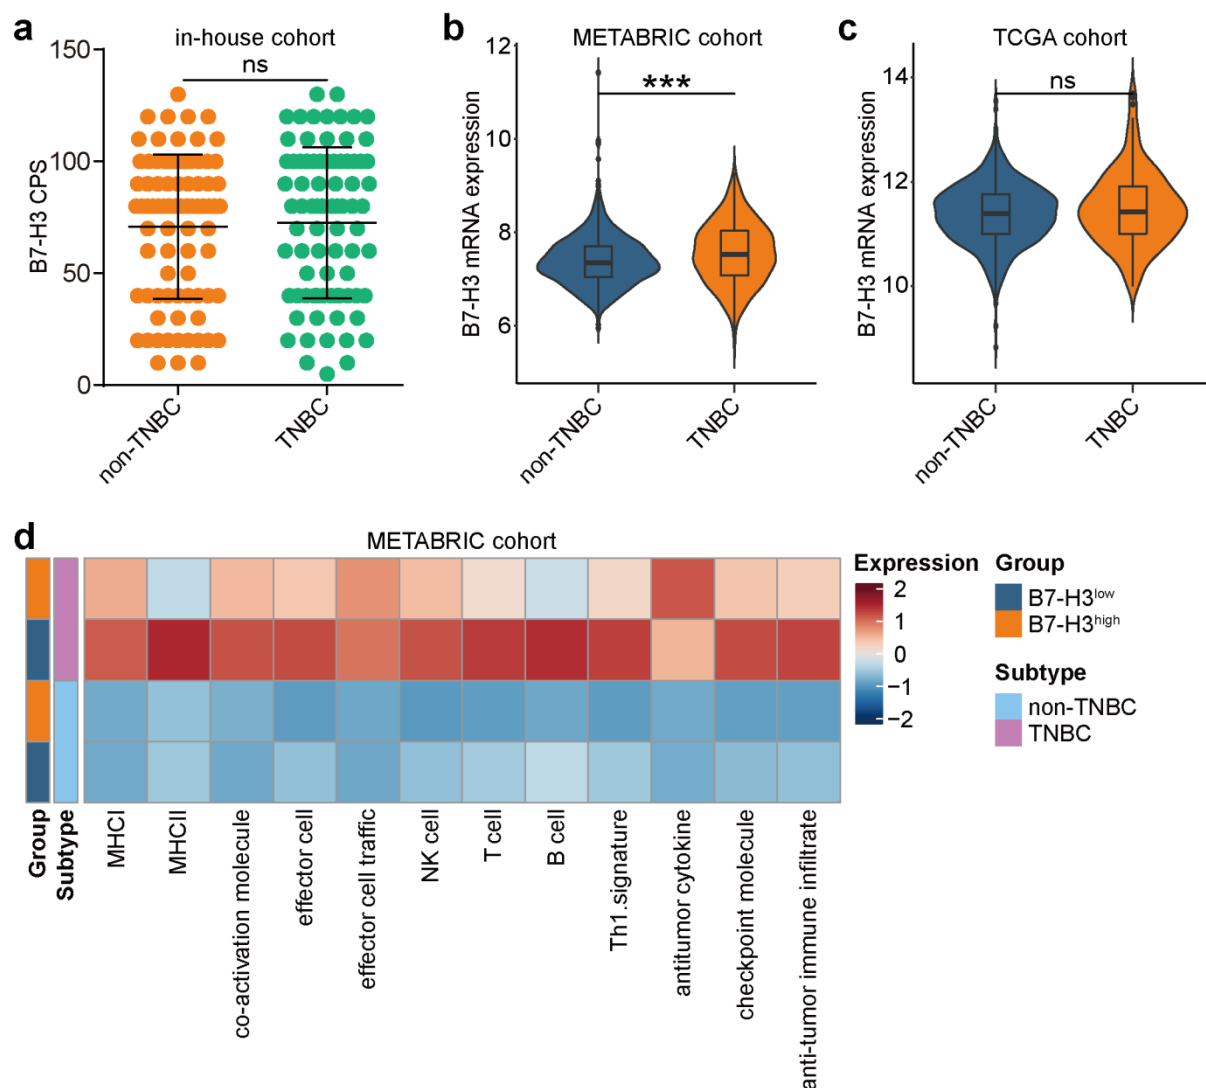 a
in-house cohort
ns
B7-H3 CPS
150
100
50
0
non-TNBC
TNBC
b
METABRIC cohort
***
B7-H3 mRNA expression
12
10
8
6
non-TNBC
TNBC
c
TCGA cohort
ns
B7-H3 mRNA expression
14
12
10
non-TNBC
TNBC
d
METABRIC cohort
Group
Subtype
MHCI
MHCII
co-activation molecule
effector cell
effector cell traffic
NK cell
T cell
B cell
Th1.signature
antitumor cytokine
checkpoint molecule
anti-tumor immune infiltrate
Expression
2
1
0
−1
−2
Group
B7-H3low
B7-H3high
Subtype
non-TNBC
TNBC